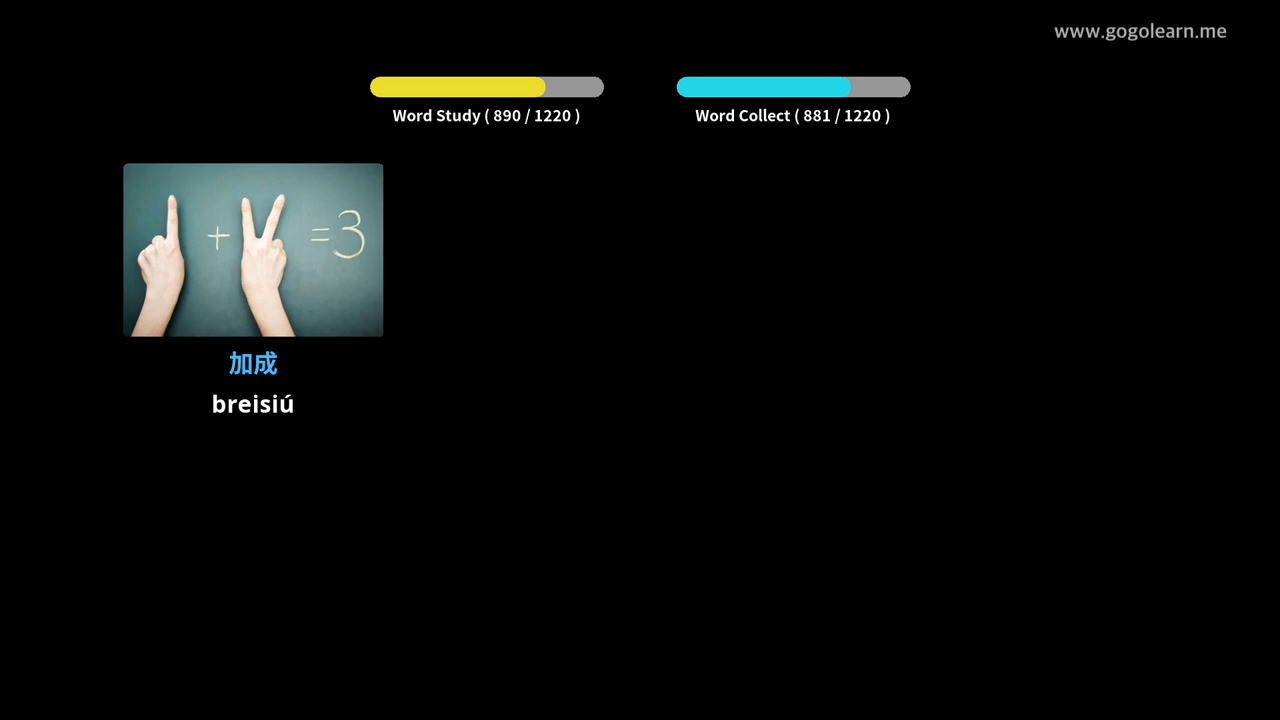 www.gogolearn.me
Word Study ( 890 / 1220 )
Word Collect ( 881 / 1220 )
+ =3
加成
breisiú